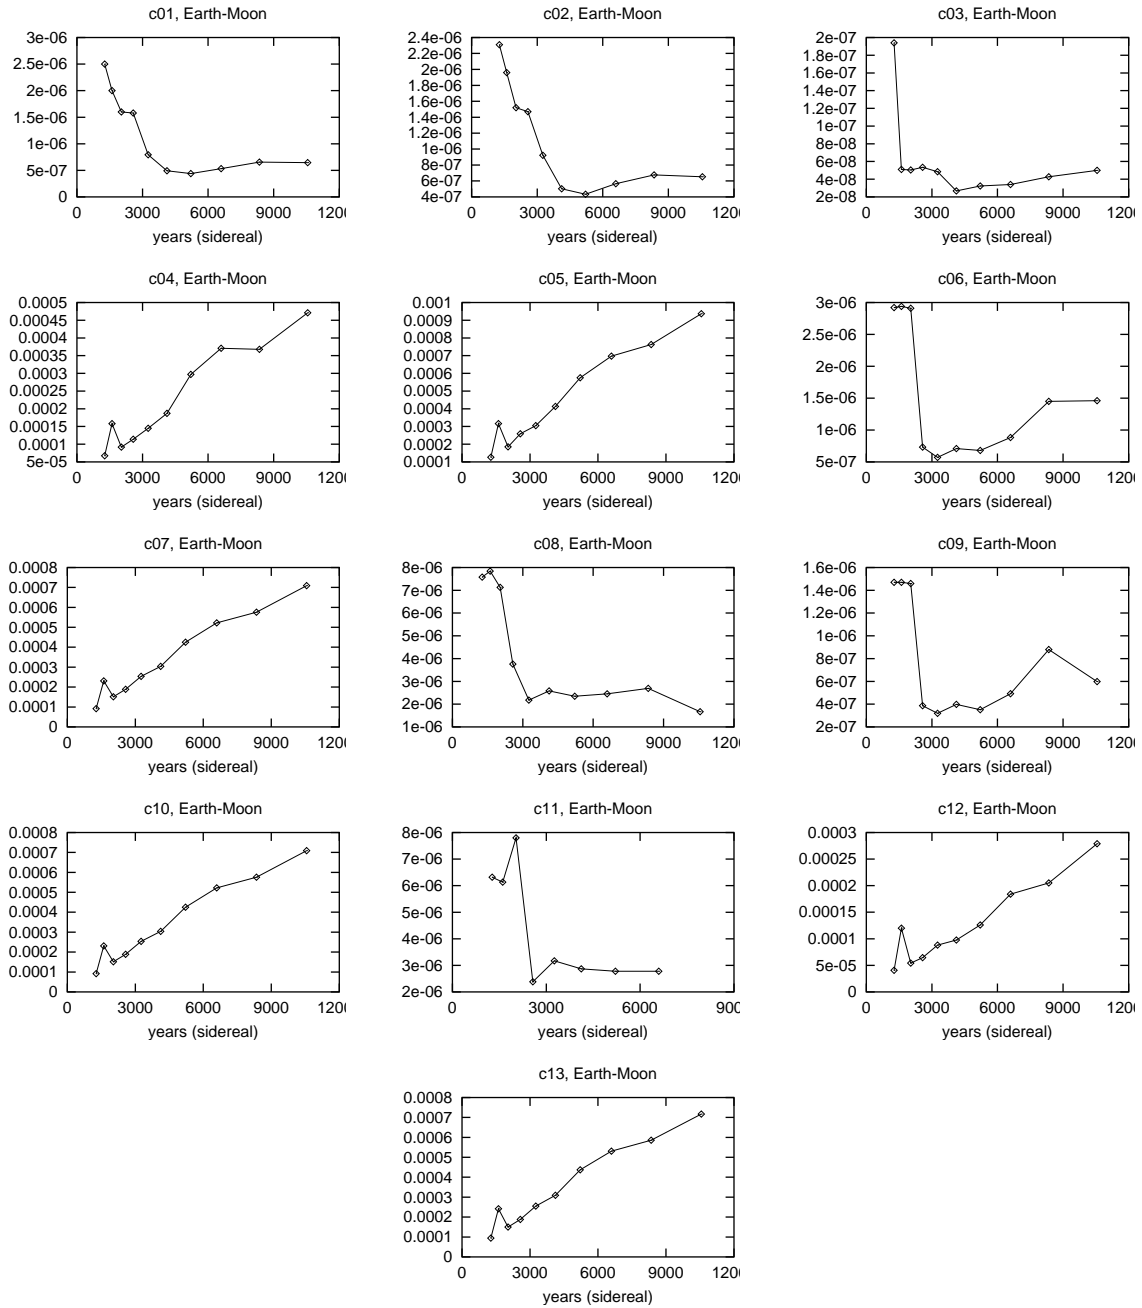 c01, Earth-Moon
3e-06
2.5e-06
2e-06
1.5e-06
1e-06
5e-07
0
0 3000 6000 9000 1200
years (sidereal)
c02, Earth-Moon
2.4e-06
2.2e-06
2e-06
1.8e-06
1.6e-06
1.4e-06
1.2e-06
1e-06
8e-07
6e-07
4e-07
0 3000 6000 9000 1200
years (sidereal)
c03, Earth-Moon
2e-07
1.8e-07
1.6e-07
1.4e-07
1.2e-07
1e-07
8e-08
6e-08
4e-08
2e-08
0 3000 6000 9000 1200
years (sidereal)
c04, Earth-Moon
0.0005
0.00045
0.0004
0.00035
0.0003
0.00025
0.0002
0.00015
0.0001
5e-05
0 3000 6000 9000 1200
years (sidereal)
c05, Earth-Moon
0.001
0.0009
0.0008
0.0007
0.0006
0.0005
0.0004
0.0003
0.0002
0.0001
0 3000 6000 9000 1200
years (sidereal)
c06, Earth-Moon
3e-06
2.5e-06
2e-06
1.5e-06
1e-06
5e-07
0 3000 6000 9000 1200
years (sidereal)
c07, Earth-Moon
0.0008
0.0007
0.0006
0.0005
0.0004
0.0003
0.0002
0.0001
0
0 3000 6000 9000 1200
years (sidereal)
c08, Earth-Moon
8e-06
7e-06
6e-06
5e-06
4e-06
3e-06
2e-06
1e-06
0 3000 6000 9000 1200
years (sidereal)
c09, Earth-Moon
1.6e-06
1.4e-06
1.2e-06
1e-06
8e-07
6e-07
4e-07
2e-07
0 3000 6000 9000 1200
years (sidereal)
c10, Earth-Moon
0.0008
0.0007
0.0006
0.0005
0.0004
0.0003
0.0002
0.0001
0
0 3000 6000 9000 1200
years (sidereal)
c11, Earth-Moon
8e-06
7e-06
6e-06
5e-06
4e-06
3e-06
2e-06
0 3000 6000 900
years (sidereal)
c12, Earth-Moon
0.0003
0.00025
0.0002
0.00015
0.0001
5e-05
0
0 3000 6000 9000 1200
years (sidereal)
c13, Earth-Moon
0.0008
0.0007
0.0006
0.0005
0.0004
0.0003
0.0002
0.0001
0
0 3000 6000 9000 1200
years (sidereal)